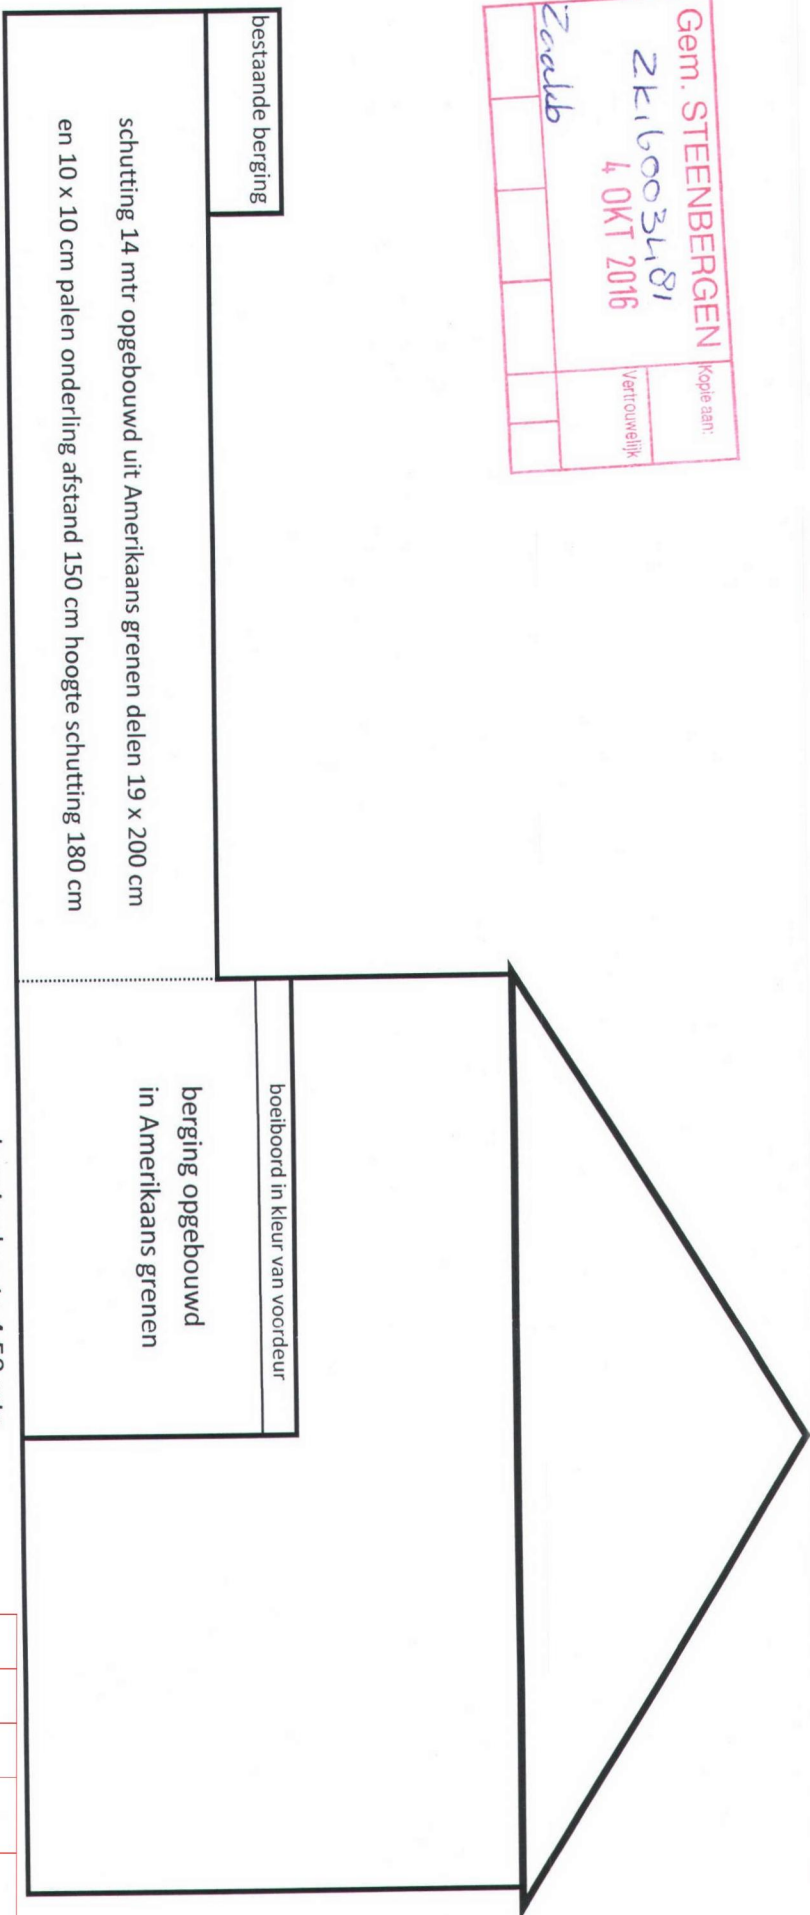 Gem. STEENBERGEN
Kopie aan:
ZK16003481
4 OKT 2016
Vertrouwelijk
bestaande berging
schutting 14 mtr opgebouwd uit Amerikaans grenen delen 19 x 200 cm
en 10 x 10 cm palen onderling afstand 150 cm hoogte schutting 180 cm
boeiboord in kleur van voordeur
berging opgebouwd
in Amerikaans grenen